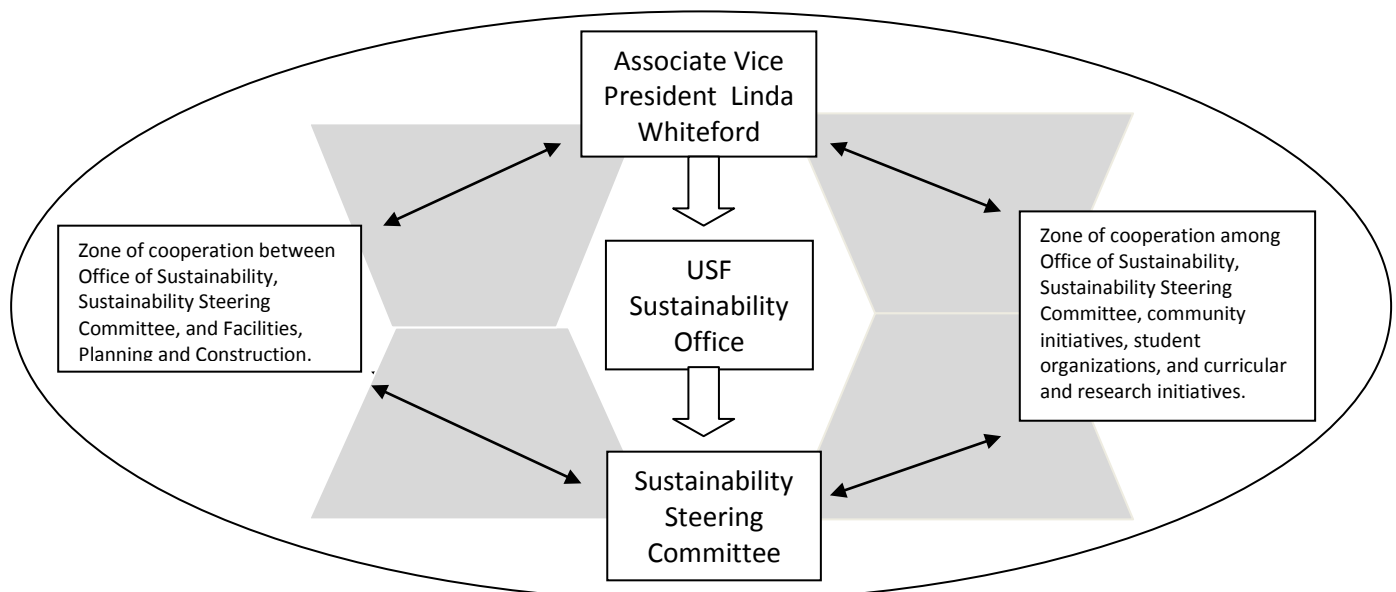 Associate Vice
President Linda
Whiteford
Zone of cooperation between
Office of Sustainability,
Sustainability Steering
Committee, and Facilities,
Planning and Construction.
USF
Sustainability
Office
Zone of cooperation among
Office of Sustainability,
Sustainability Steering
Committee, community
initiatives, student
organizations, and curricular
and research initiatives.
Sustainability
Steering
Committee